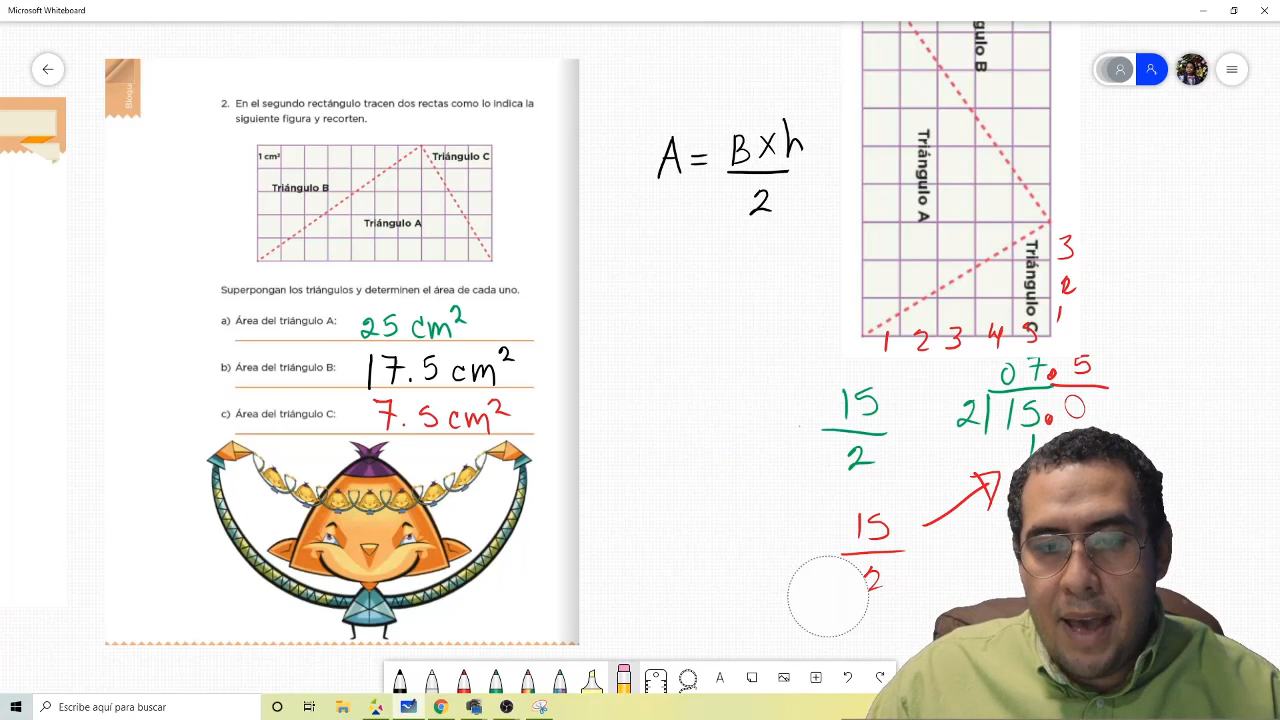 Microsoft Whiteboard
Bloqu
2. En el segundo rectángulo tracen dos rectas como lo indica la
siguiente figura y recorten.
1 cm²
Triángulo C
Triángulo B
Triángulo A
Superpongan los triángulos y determinen el área de cada uno.
a) Área del triángulo A: 25 cm²
b) Área del triángulo B: 17.5 cm²
c) Área del triángulo C: 7.5 cm²
A = B x h
2
gulo B
Triángulo A
Triángulo C
3
2
1
1 2 3 4 5
15
2
07.5
2 15.0
1
15
2
Escribe aquí para buscar